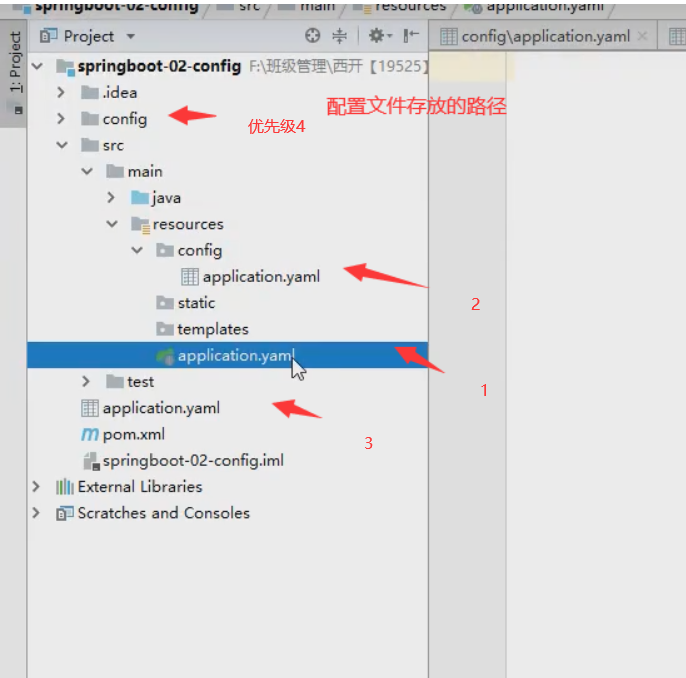 springboot-02-config src main resources application.yaml
1: Project
Project
config\application.yaml
springboot-02-config F:\班级管理\西开【19525】
.idea
config
优先级4
配置文件存放的路径
src
main
java
resources
config
application.yaml
2
static
templates
application.yaml
1
test
application.yaml
3
pom.xml
springboot-02-config.iml
External Libraries
Scratches and Consoles